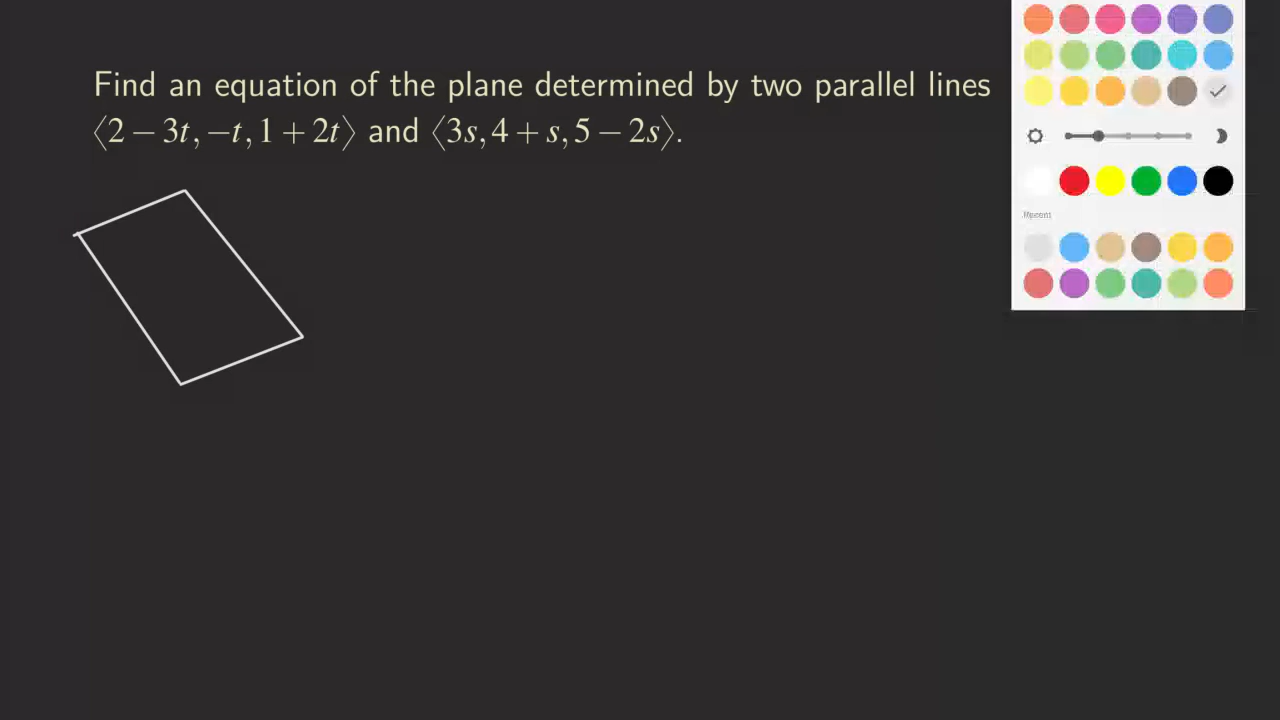 Find an equation of the plane determined by two parallel lines
⟨2 − 3t, −t, 1 + 2t⟩ and ⟨3s, 4 + s, 5 − 2s⟩.
Recent